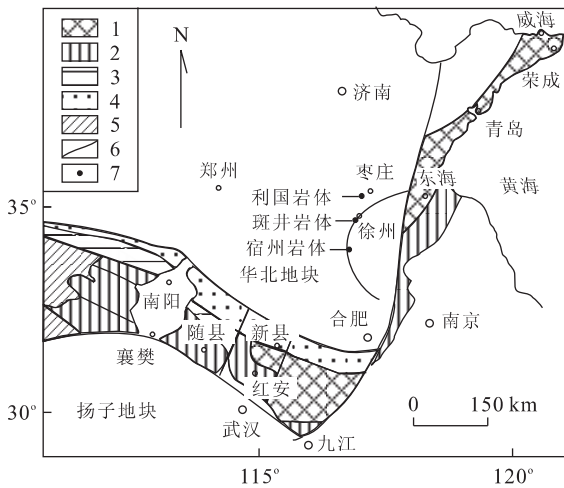 1
2
3
4
5
6
7
N
威海
荣成
青岛
济南
郑州
枣庄
东海
黄海
利国岩体
斑井岩体
徐州
宿州岩体
华北地块
35°
南阳
合肥
南京
随县
新县
襄樊
红安
30°
扬子地块
武汉
九江
0 150 km
115°
120°